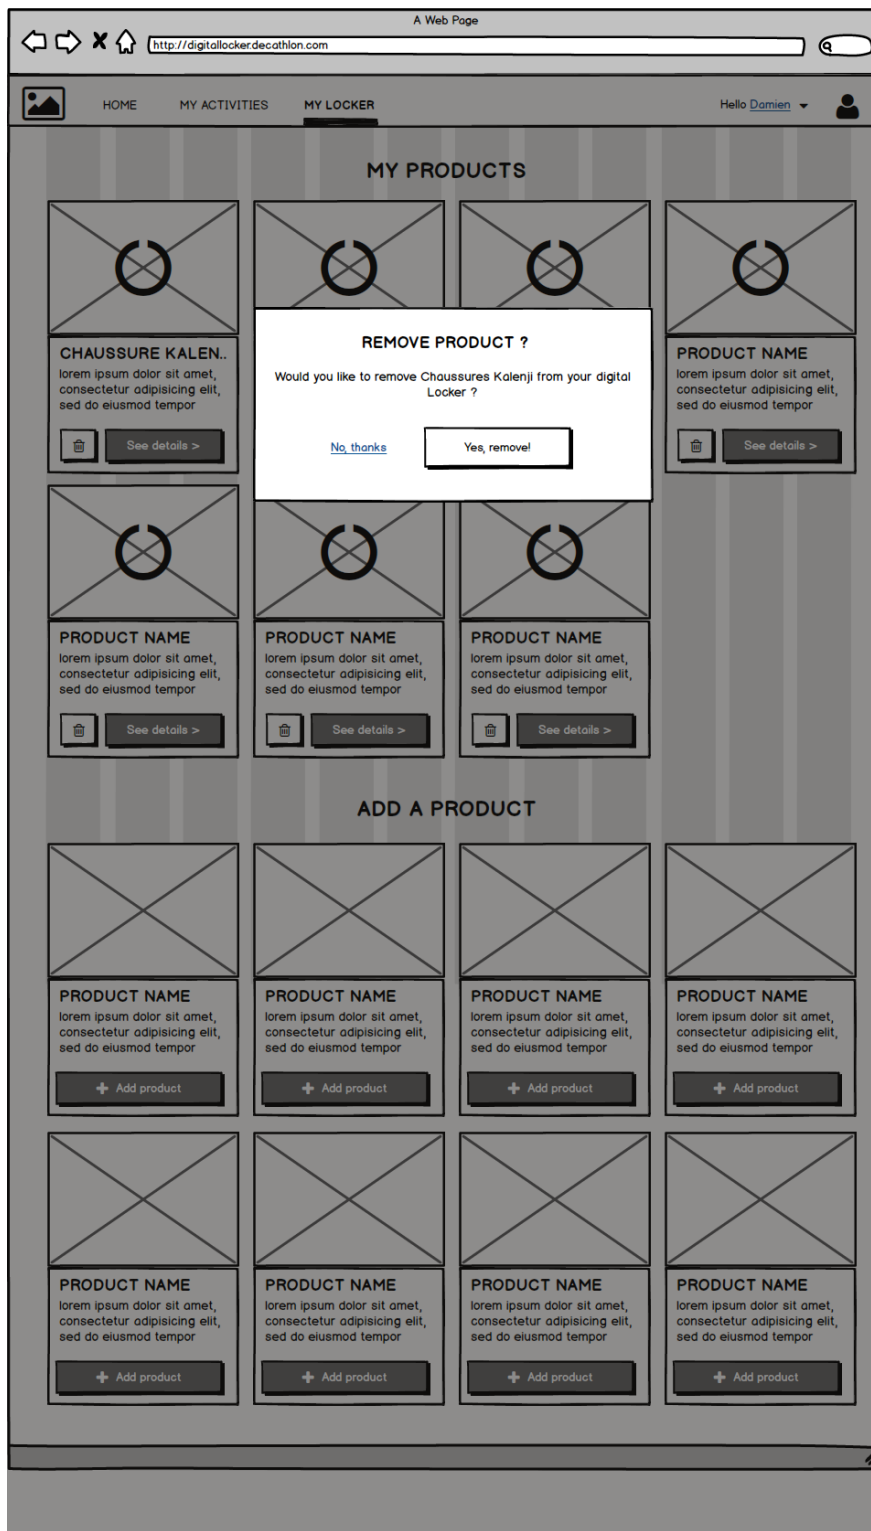 A Web Page
http://digitallocker.decathlon.com
HOME MY ACTIVITIES MY LOCKER Hello Damien
MY PRODUCTS
CHAUSSURE KALEN..
lorem ipsum dolor sit amet,
consectetur adipisicing elit,
sed do eiusmod tempor
See details >
REMOVE PRODUCT ?
Would you like to remove Chaussures Kalenji from your digital
Locker ?
No, thanks
Yes, remove!
PRODUCT NAME
lorem ipsum dolor sit amet,
consectetur adipisicing elit,
sed do eiusmod tempor
See details >
PRODUCT NAME
lorem ipsum dolor sit amet,
consectetur adipisicing elit,
sed do eiusmod tempor
See details >
PRODUCT NAME
lorem ipsum dolor sit amet,
consectetur adipisicing elit,
sed do eiusmod tempor
See details >
PRODUCT NAME
lorem ipsum dolor sit amet,
consectetur adipisicing elit,
sed do eiusmod tempor
See details >
ADD A PRODUCT
PRODUCT NAME
lorem ipsum dolor sit amet,
consectetur adipisicing elit,
sed do eiusmod tempor
Add product
PRODUCT NAME
lorem ipsum dolor sit amet,
consectetur adipisicing elit,
sed do eiusmod tempor
Add product
PRODUCT NAME
lorem ipsum dolor sit amet,
consectetur adipisicing elit,
sed do eiusmod tempor
Add product
PRODUCT NAME
lorem ipsum dolor sit amet,
consectetur adipisicing elit,
sed do eiusmod tempor
Add product
PRODUCT NAME
lorem ipsum dolor sit amet,
consectetur adipisicing elit,
sed do eiusmod tempor
Add product
PRODUCT NAME
lorem ipsum dolor sit amet,
consectetur adipisicing elit,
sed do eiusmod tempor
Add product
PRODUCT NAME
lorem ipsum dolor sit amet,
consectetur adipisicing elit,
sed do eiusmod tempor
Add product
PRODUCT NAME
lorem ipsum dolor sit amet,
consectetur adipisicing elit,
sed do eiusmod tempor
Add product